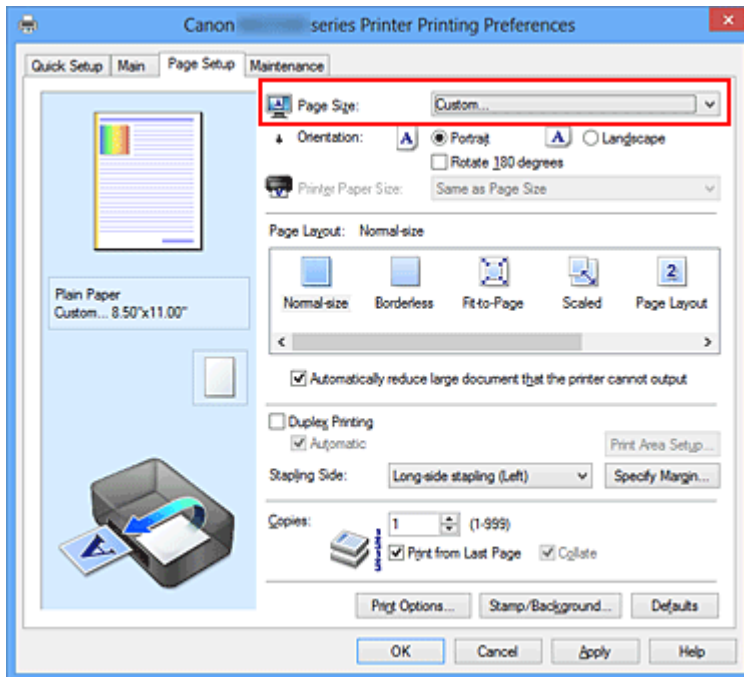 Canon series Printer Printing Preferences
Quick Setup Main Page Setup Maintenance
Page Size: Custom...
Orientation: A Portrait A Landscape
Rotate 180 degrees
Printer Paper Size: Same as Page Size
Page Layout: Normal-size
2
Normal-size Borderless Fit-to-Page Scaled Page Layout
Plain Paper
Custom... 8.50"x11.00"
Automatically reduce large document that the printer cannot output
Duplex Printing
Automatic Print Area Setup...
Stapling Side: Long-side stapling (Left) Specify Margin...
Copies: 1 (1-999)
Print from Last Page Collate
A
Print Options... Stamp/Background... Defaults
OK Cancel Apply Help